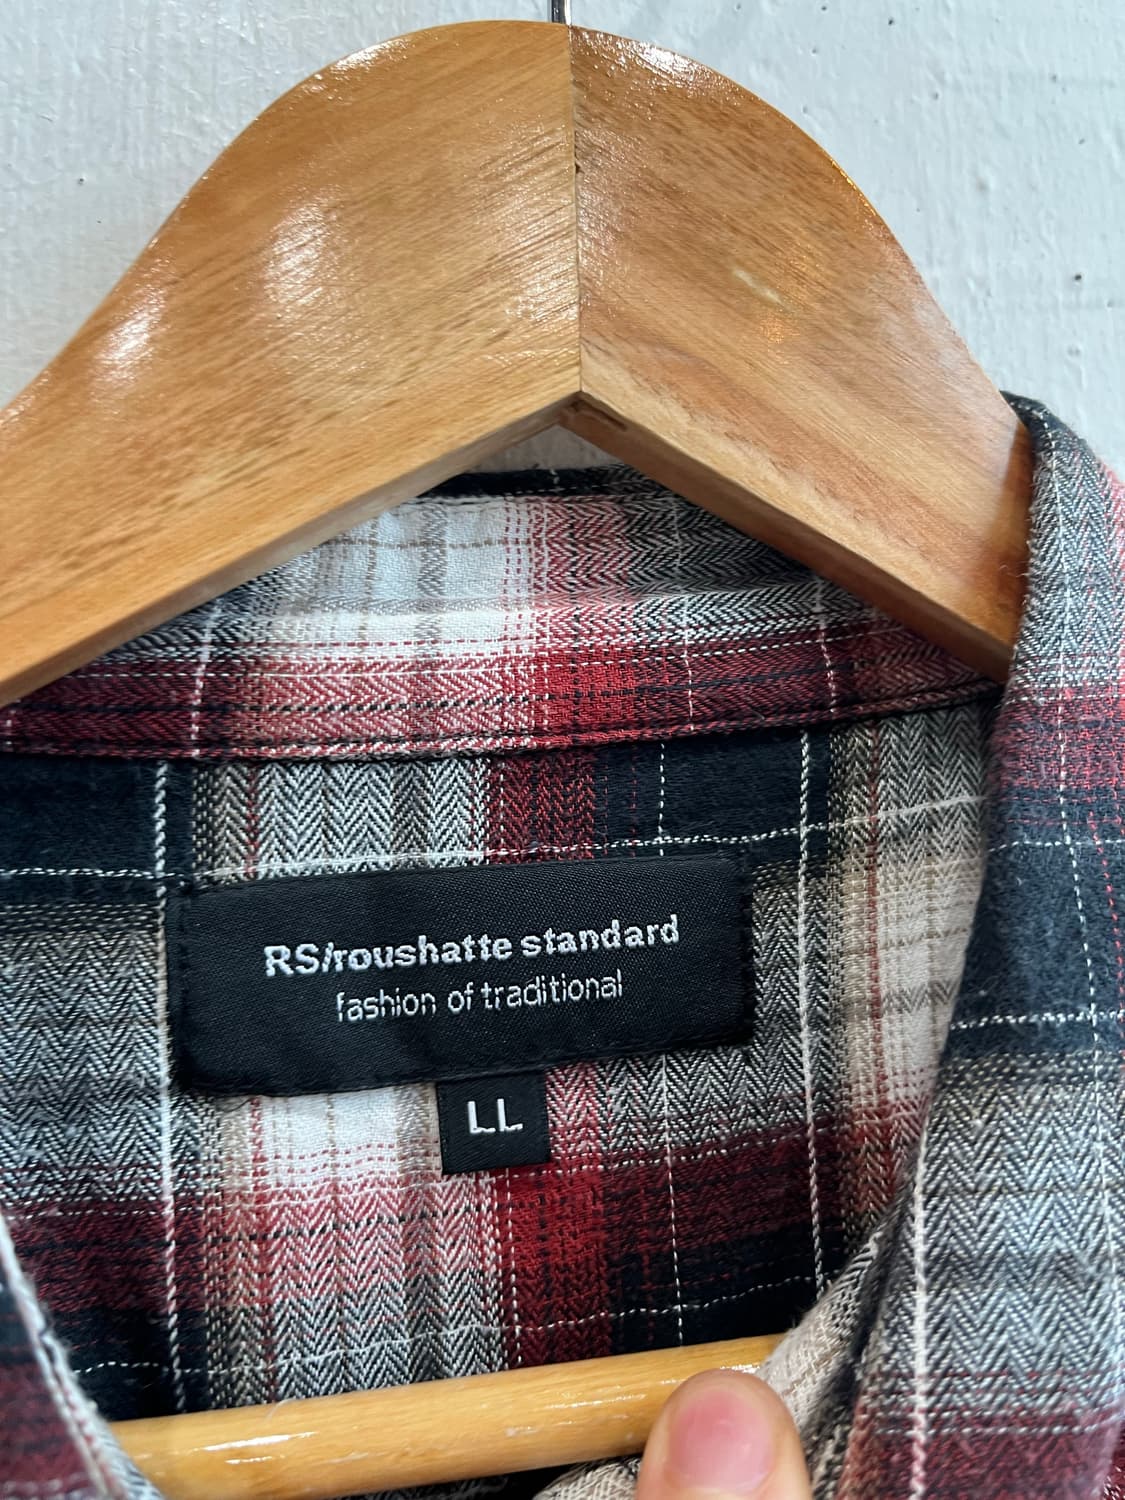 RS/roushatte standard
fashion of traditional
LL